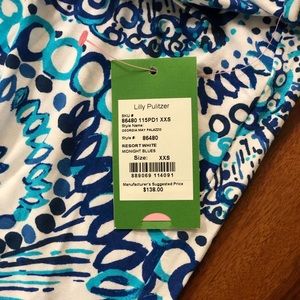 Lilly Pulitzer
SKU #
86480 115PD1 XXS
Style Name:
GEORGIA MAY PALAZZO
Style #: 86480
RESORT WHITE
MIDNIGHT BLUES
Size: XXS
889069 114091
Manufacturer's Suggested Price
$138.00